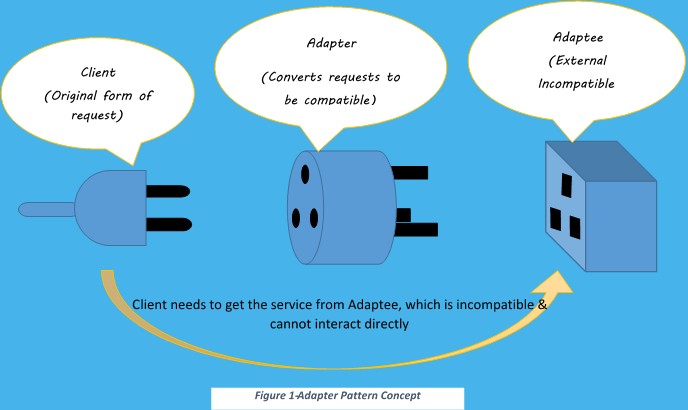 Client
(Original form of
request)
Adapter
(Converts requests to
be compatible)
Adaptee
(External
Incompatible
Client needs to get the service from Adaptee, which is incompatible &
cannot interact directly
Figure 1-Adapter Pattern Concept